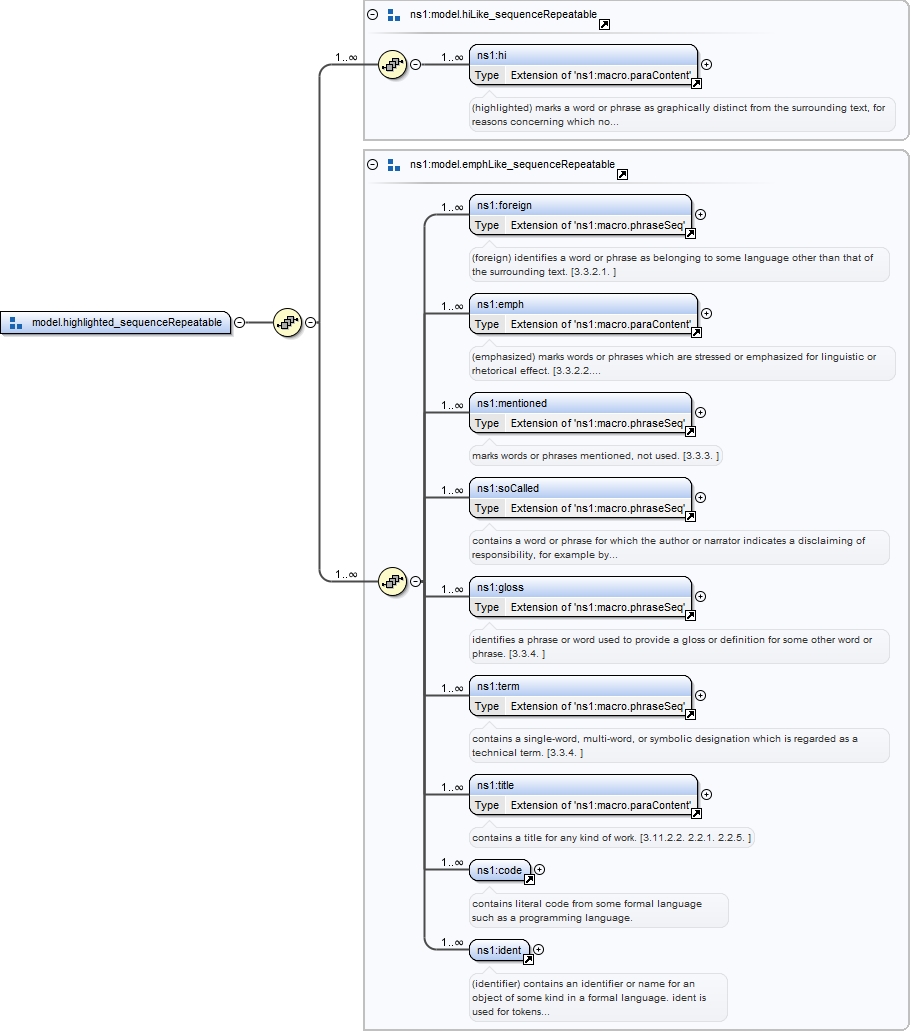 ns1:model.hiLike_sequenceRepeatable
1..∞
1..∞
ns1:hi
Type Extension of 'ns1:macro.paraContent'
(highlighted) marks a word or phrase as graphically distinct from the surrounding text, for
reasons concerning which no...
ns1:model.emphLike_sequenceRepeatable
1..∞
ns1:foreign
Type Extension of 'ns1:macro.phraseSeq'
(foreign) identifies a word or phrase as belonging to some language other than that of
the surrounding text. [3.3.2.1. ]
1..∞
ns1:emph
Type Extension of 'ns1:macro.paraContent'
model.highlighted_sequenceRepeatable
(emphasized) marks words or phrases which are stressed or emphasized for linguistic or
rhetorical effect. [3.3.2.2....
1..∞
ns1:mentioned
Type Extension of 'ns1:macro.phraseSeq'
marks words or phrases mentioned, not used. [3.3.3. ]
1..∞
ns1:soCalled
Type Extension of 'ns1:macro.phraseSeq'
contains a word or phrase for which the author or narrator indicates a disclaiming of
responsibility, for example by...
1..∞
1..∞
ns1:gloss
Type Extension of 'ns1:macro.phraseSeq'
identifies a phrase or word used to provide a gloss or definition for some other word or
phrase. [3.3.4. ]
1..∞
ns1:term
Type Extension of 'ns1:macro.phraseSeq'
contains a single-word, multi-word, or symbolic designation which is regarded as a
technical term. [3.3.4. ]
1..∞
ns1:title
Type Extension of 'ns1:macro.paraContent'
contains a title for any kind of work. [3.11.2.2. 2.2.1. 2.2.5. ]
1..∞
ns1:code
contains literal code from some formal language
such as a programming language.
1..∞
ns1:ident
(identifier) contains an identifier or name for an
object of some kind in a formal language. ident is
used for tokens...